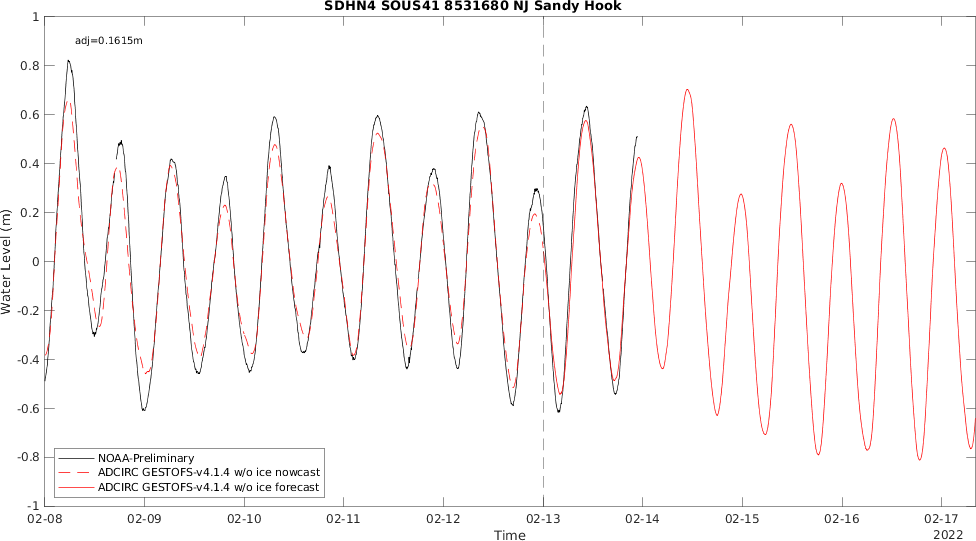 SDHN4 SOUS41 8531680 NJ Sandy Hook
adj=0.1615m
1
0.8
0.6
0.4
0.2
0
-0.2
-0.4
-0.6
-0.8
-1
Water Level (m)
NOAA-Preliminary
ADCIRC GESTOFS-v4.1.4 w/o ice nowcast
ADCIRC GESTOFS-v4.1.4 w/o ice forecast
02-08 02-09 02-10 02-11 02-12 02-13 02-14 02-15 02-16 02-17
Time
2022